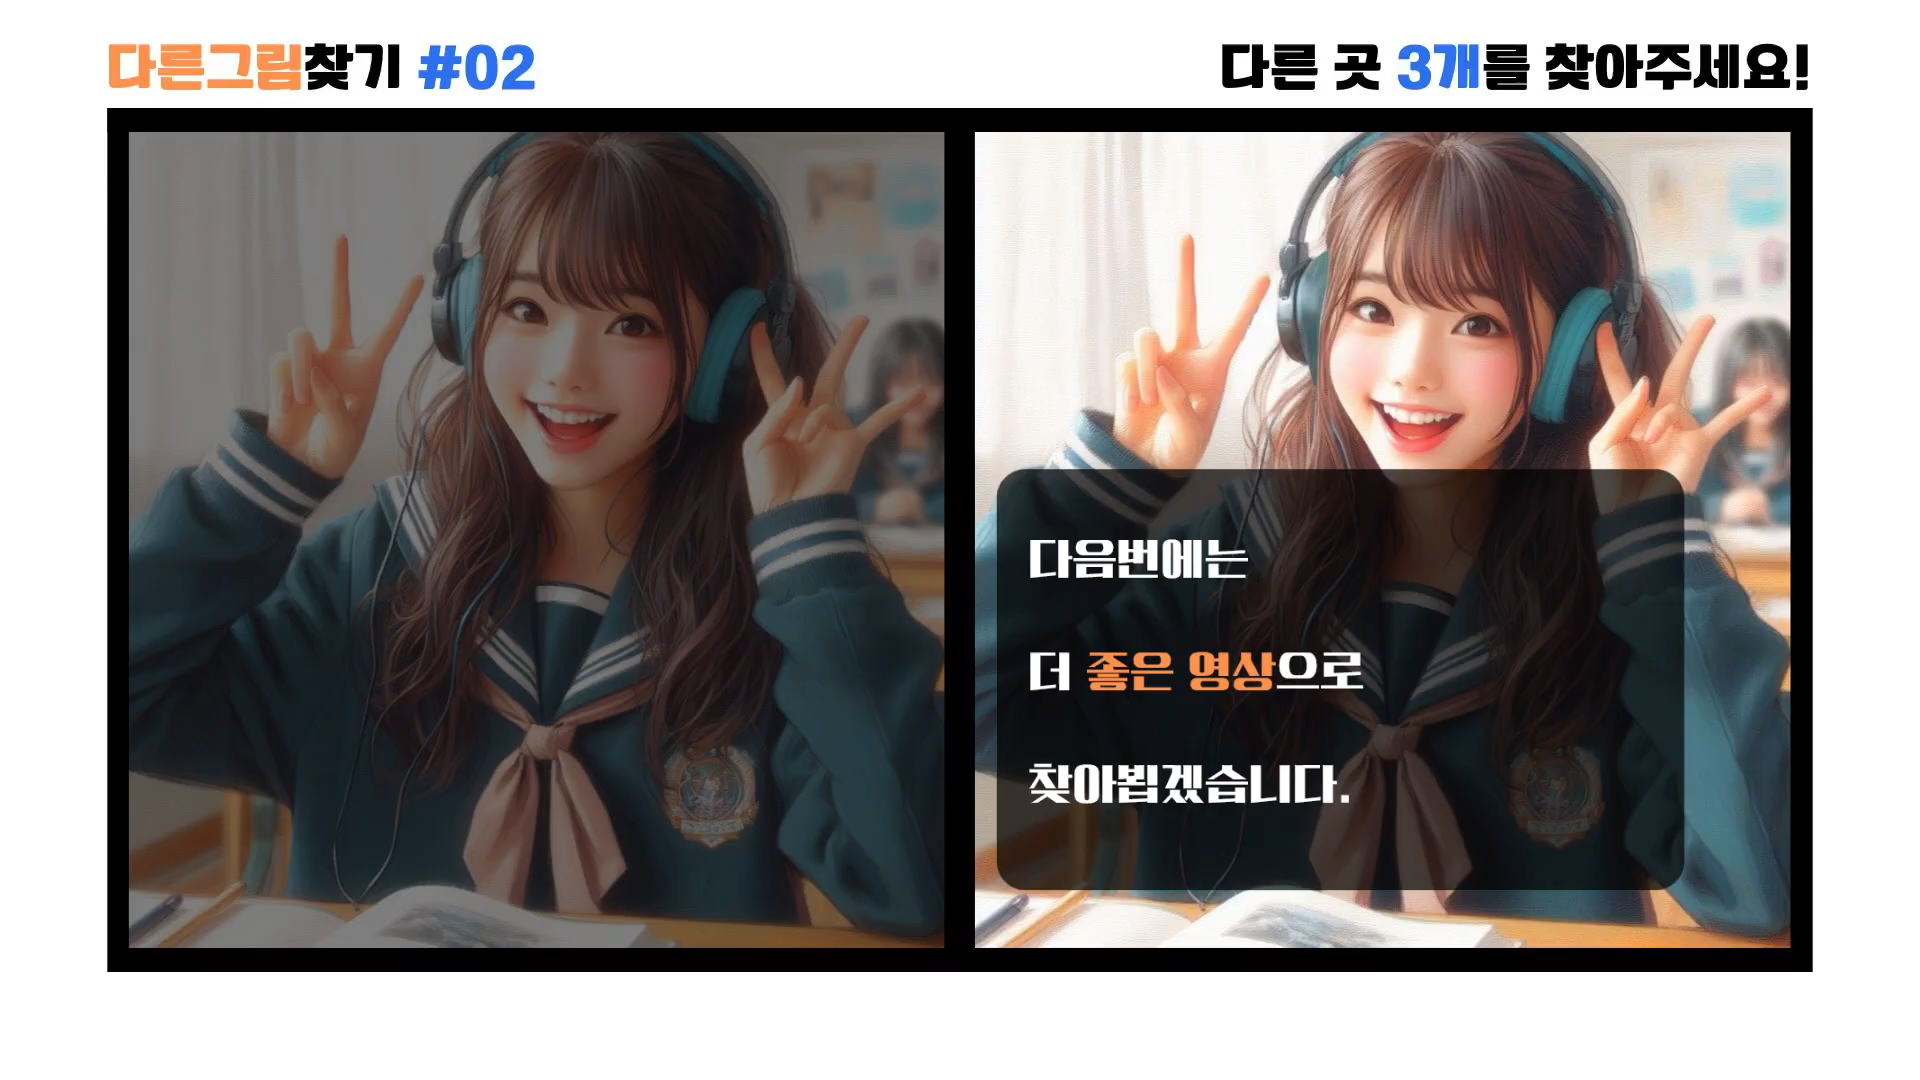 다른그림찾기 #02
다른 곳 3개를 찾아주세요!
다음번에는
더 좋은 영상으로
찾아뵙겠습니다.